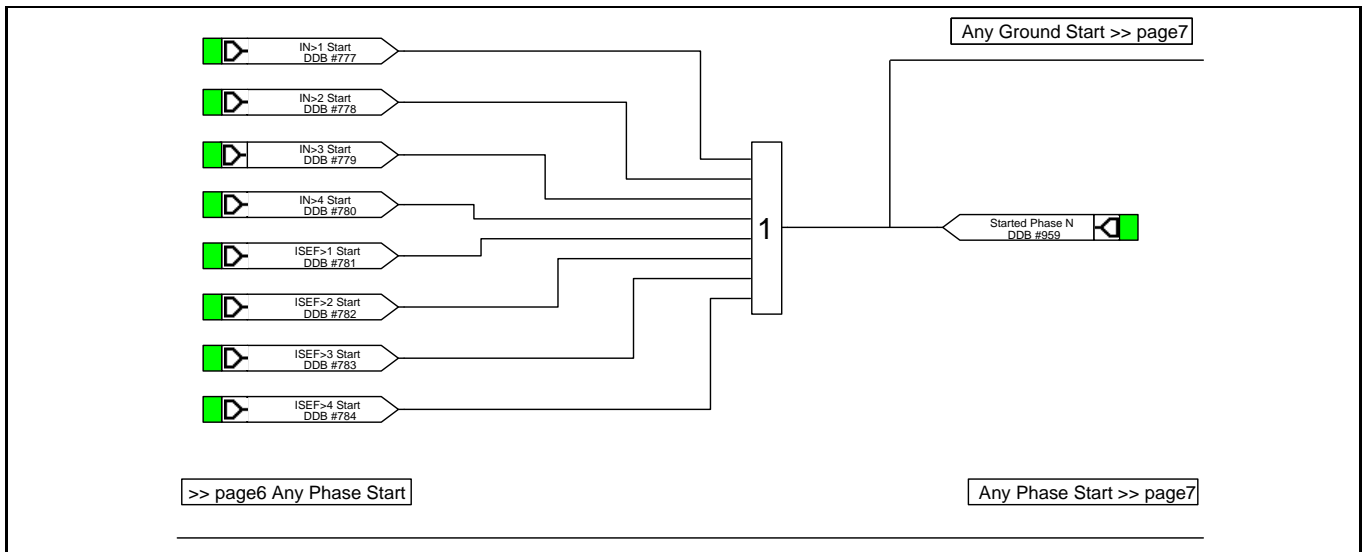 Any Ground Start >> page7
IN>1 Start
DDB #777
IN>2 Start
DDB #778
IN>3 Start
DDB #779
IN>4 Start
DDB #780
ISEF>1 Start
DDB #781
ISEF>2 Start
DDB #782
ISEF>3 Start
DDB #783
ISEF>4 Start
DDB #784
1
Started Phase N
DDB #959
>> page6 Any Phase Start
Any Phase Start >> page7